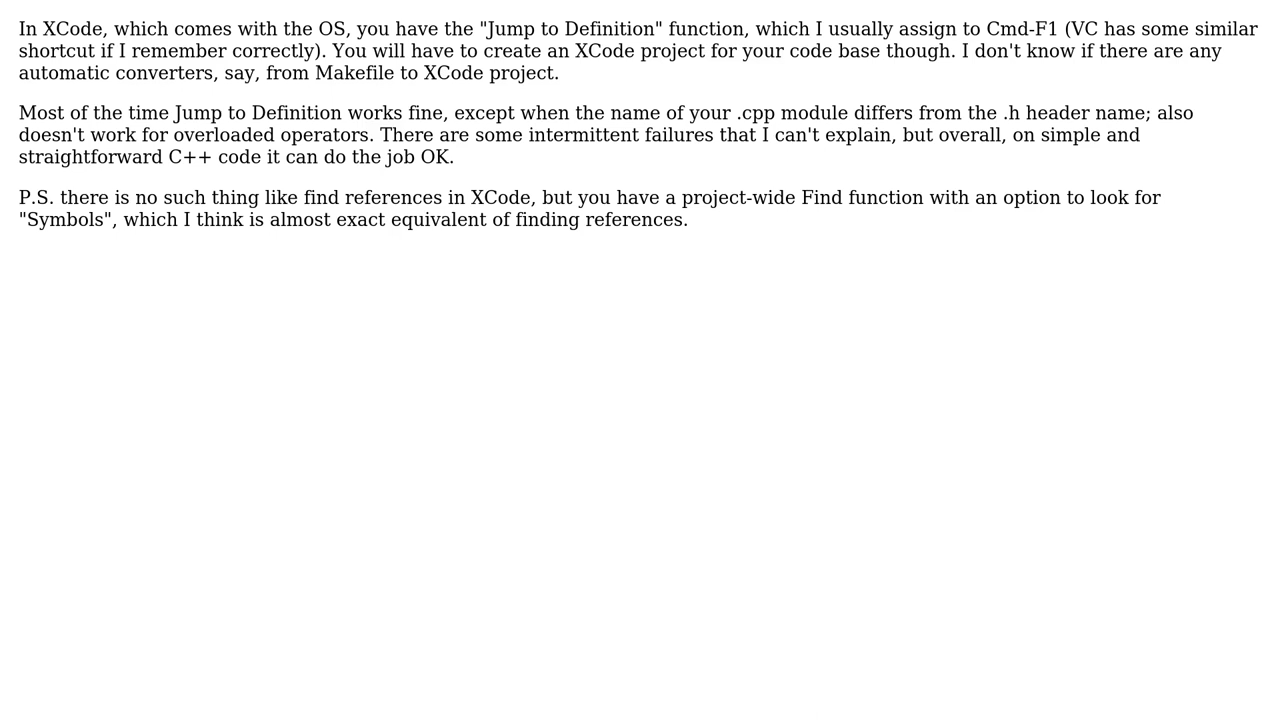 In XCode, which comes with the OS, you have the "Jump to Definition" function, which I usually assign to Cmd-F1 (VC has some similar
shortcut if I remember correctly). You will have to create an XCode project for your code base though. I don't know if there are any
automatic converters, say, from Makefile to XCode project.
Most of the time Jump to Definition works fine, except when the name of your .cpp module differs from the .h header name; also
doesn't work for overloaded operators. There are some intermittent failures that I can't explain, but overall, on simple and
straightforward C++ code it can do the job OK.
P.S. there is no such thing like find references in XCode, but you have a project-wide Find function with an option to look for
"Symbols", which I think is almost exact equivalent of finding references.